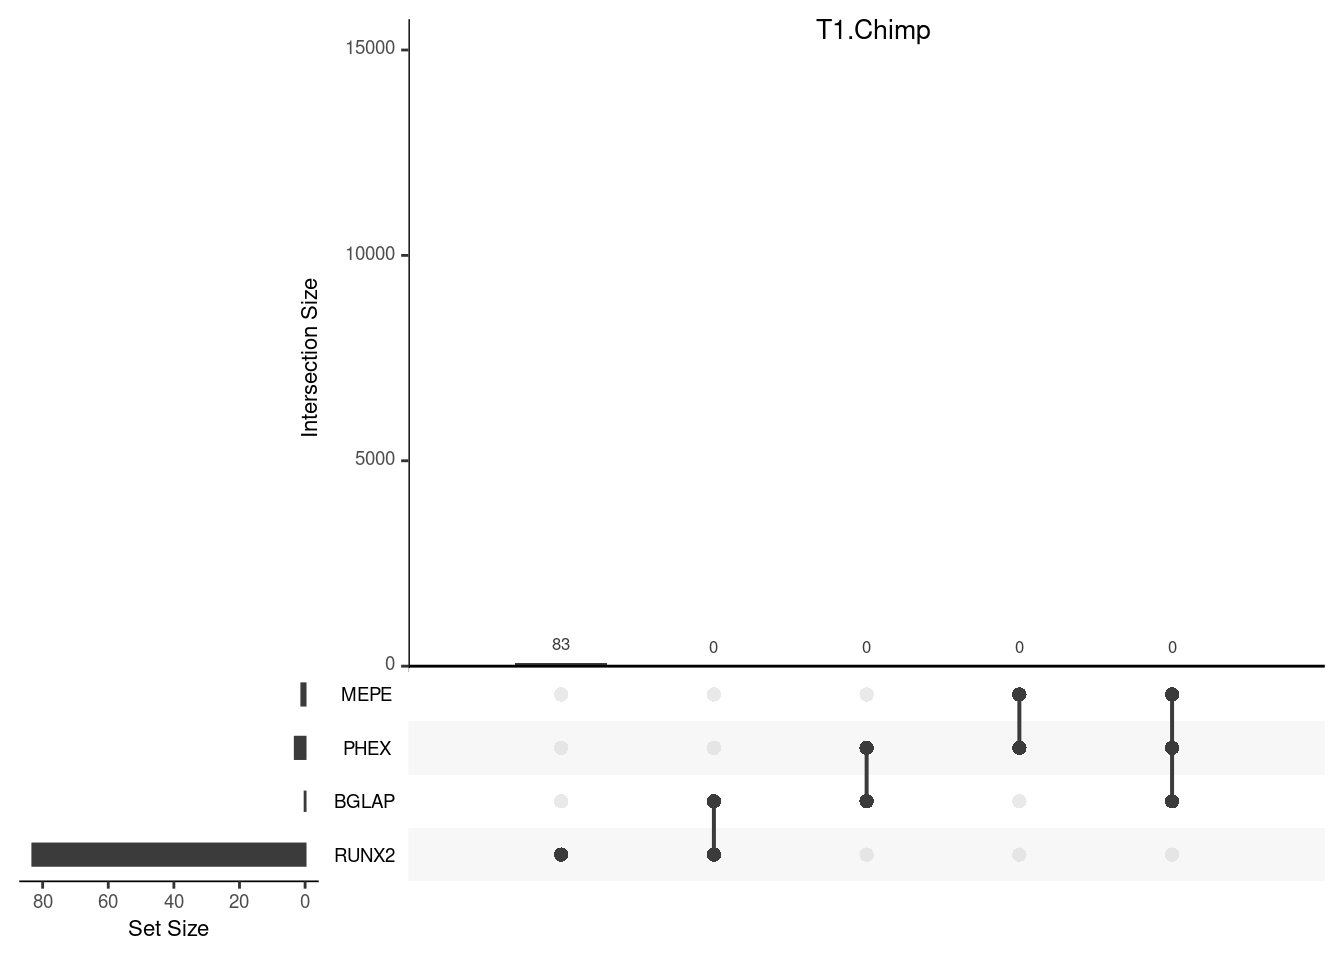 T1.Chimp
15000
10000
5000
0
Intersection Size
83 0 0 0 0
MEPE
PHEX
BGLAP
RUNX2
80 60 40 20 0
Set Size